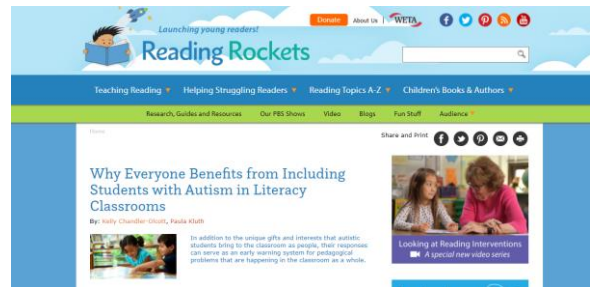 Launching young readers!
Donate About Us | WETA
Reading Rockets
Teaching Reading Helping Struggling Readers Reading Topics A-Z Children's Books & Authors
Research, Guides and Resources Our PBS Shows Video Blogs Fun Stuff Audience
Home
Share and Print
Why Everyone Benefits from Including
Students with Autism in Literacy
Classrooms
By: Kelly Chandler-Olcott, Paula Kluth
In addition to the unique gifts and interests that autistic
students bring to the classroom as people, their responses
can serve as an early warning system for pedagogical
problems that are happening in the classroom as a whole.
Looking at Reading Interventions
A special new video series